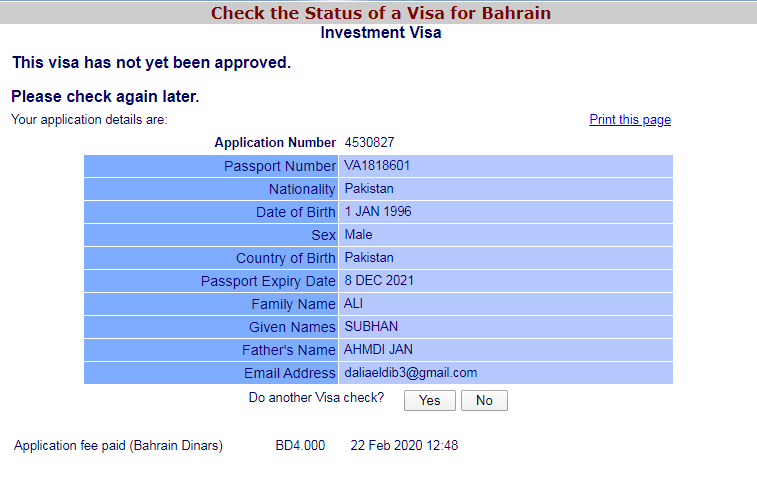 Check the Status of a Visa for Bahrain
Investment Visa
This visa has not yet been approved.
Please check again later.
Your application details are: Print this page
Application Number 4530827
Passport Number VA1818601
Nationality Pakistan
Date of Birth 1 JAN 1996
Sex Male
Country of Birth Pakistan
Passport Expiry Date 8 DEC 2021
Family Name ALI
Given Names SUBHAN
Father's Name AHMDI JAN
Email Address daliaeldib3@gmail.com
Do another Visa check? Yes No
Application fee paid (Bahrain Dinars) BD4.000 22 Feb 2020 12:48